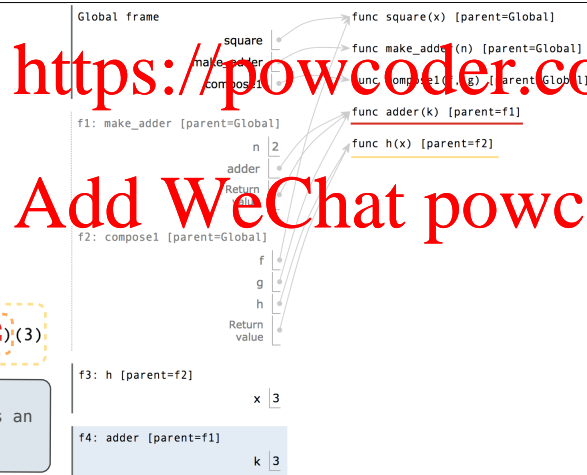 Global frame
func square(x) [parent=Global]
square
func make_adder(n) [parent=Global]
make_adder
https://powcoder.co
func compose1(f, g) [parent=Global]
compose1
func adder(k) [parent=f1]
f1: make_adder [parent=Global]
func h(x) [parent=f2]
n 2
adder
Return
value
Add WeChat powc
f2: compose1 [parent=Global]
f
g
h
Return
value
)(3)
f3: h [parent=f2]
x 3
s an
f4: adder [parent=f1]
k 3